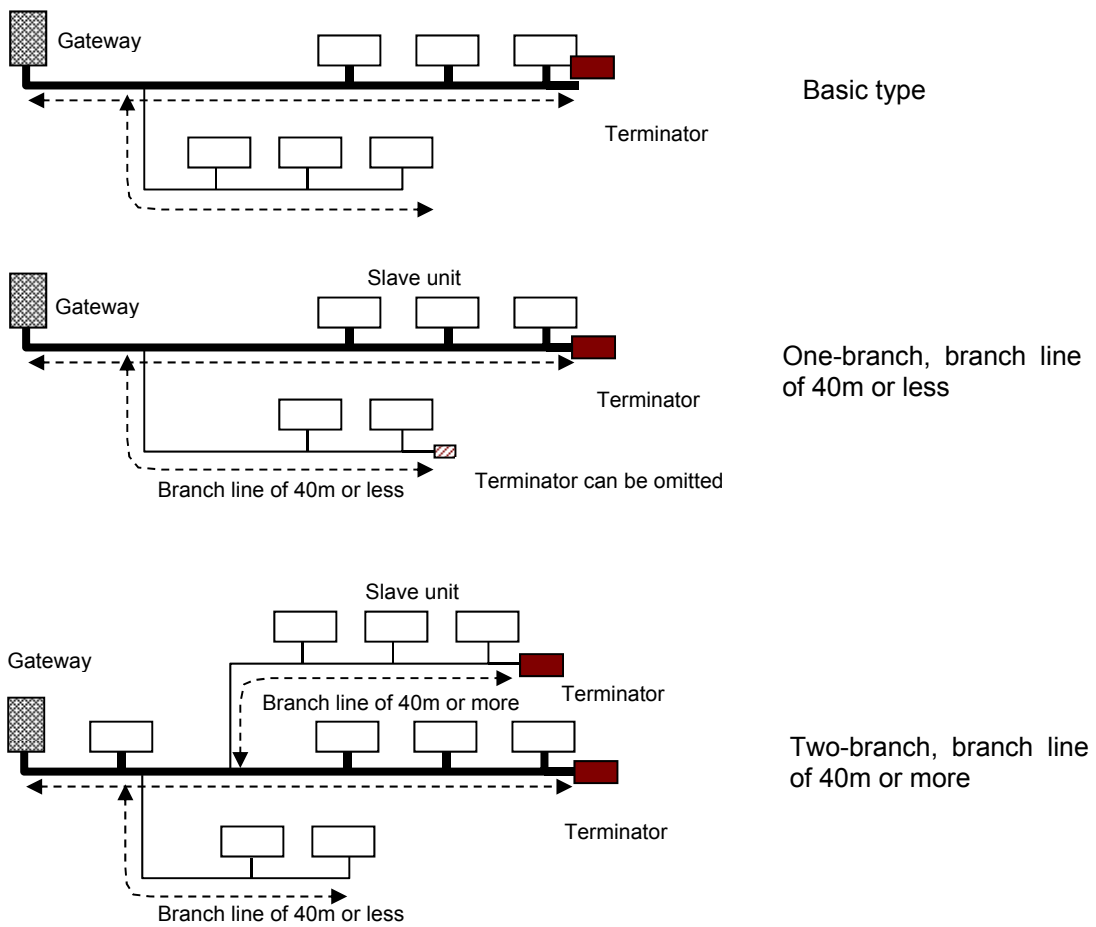 Gateway
Basic type
Terminator
Slave unit
Gateway
One-branch, branch line
of 40m or less
Terminator
Terminator can be omitted
Branch line of 40m or less
Slave unit
Gateway
Terminator
Branch line of 40m or more
Two-branch, branch line
of 40m or more
Terminator
Branch line of 40m or less